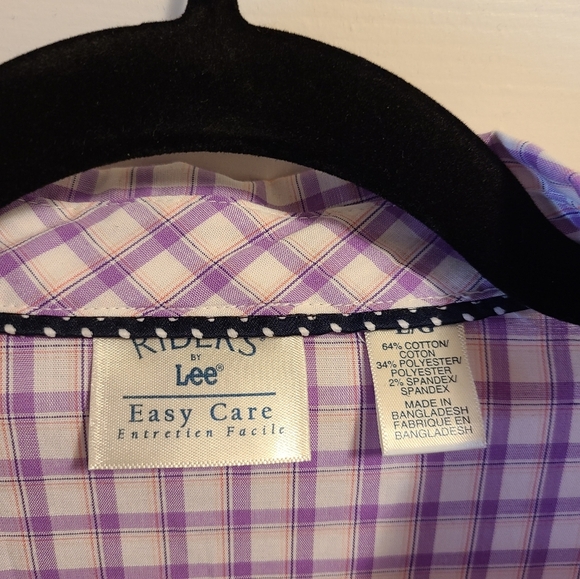 RIDERS®
BY
Lee®
Easy Care
Entretien Facile
64% COTTON/
COTON
34% POLYESTER/
POLYESTER
2% SPANDEX/
SPANDEX
MADE IN
BANGLADESH
FABRIQUE EN
BANGLADESH